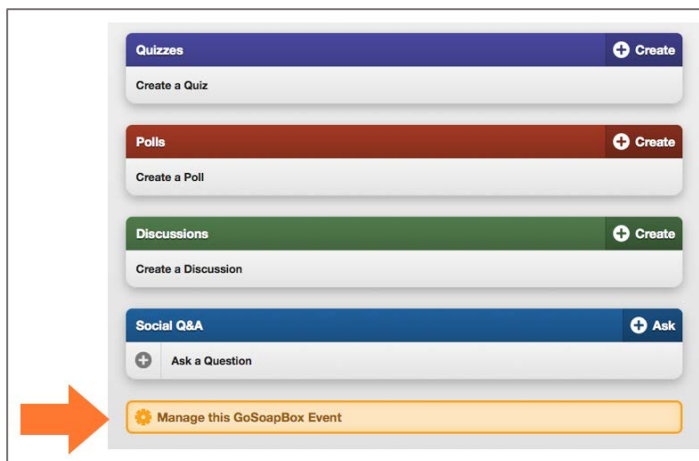 Quizzes Create
Create a Quiz
Polls Create
Create a Poll
Discussions Create
Create a Discussion
Social Q&A Ask
Ask a Question
Manage this GoSoapBox Event